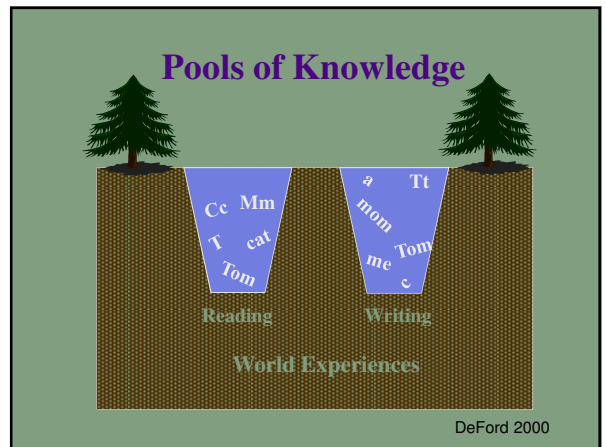 Pools of Knowledge
Cc Mm
T cat
Tom
a Tt
mom
me Tom
c
Reading Writing
World Experiences
DeFord 2000